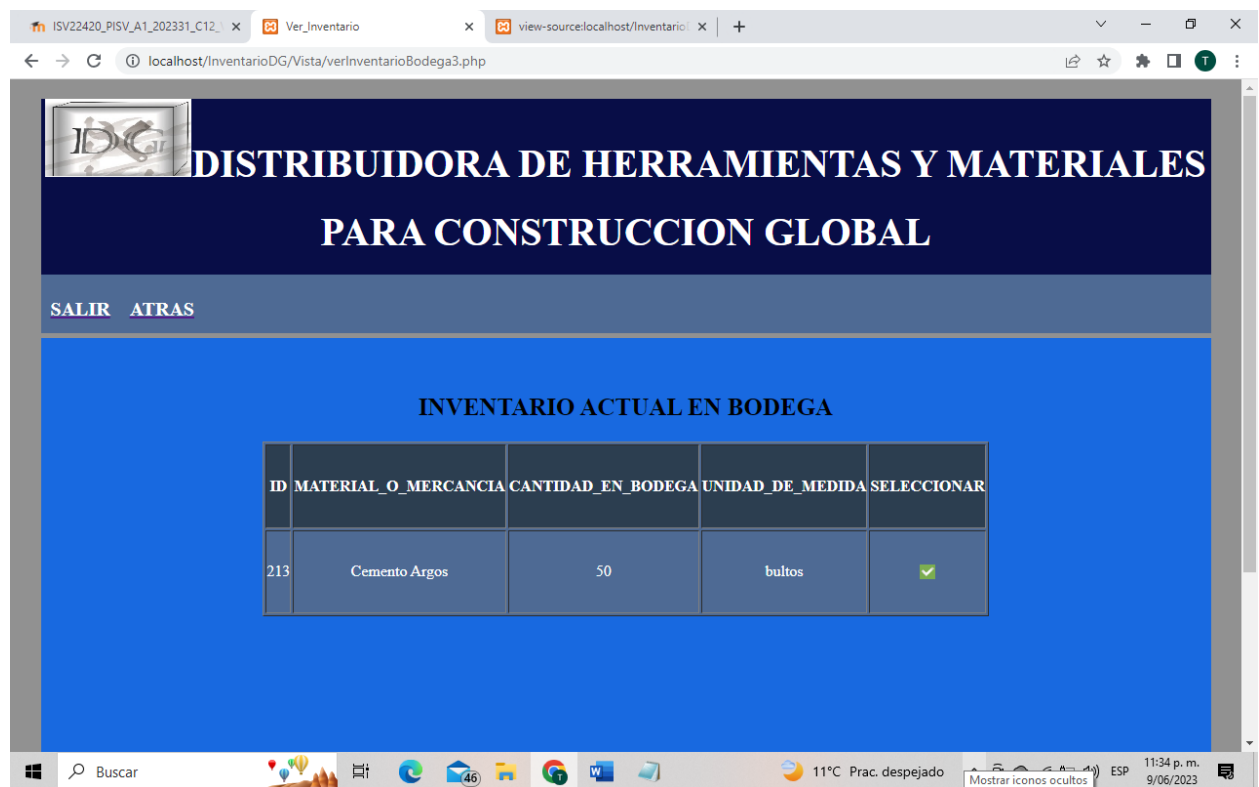 ISV22420_PISV_A1_202331_C12_
Ver_Inventario
view-source:localhost/Inventario
localhost/InventarioDG/Vista/verInventarioBodega3.php
T
IDGr
DISTRIBUIDORA DE HERRAMIENTAS Y MATERIALES
PARA CONSTRUCCION GLOBAL
SALIR ATRAS
INVENTARIO ACTUAL EN BODEGA
ID MATERIAL_O_MERCANCIA CANTIDAD_EN_BODEGA UNIDAD_DE_MEDIDA SELECCIONAR
213 Cemento Argos 50 bultos
Buscar
46
T
W
11°C Prac. despejado
Mostrar iconos ocultos
ESP
11:34 p. m.
9/06/2023